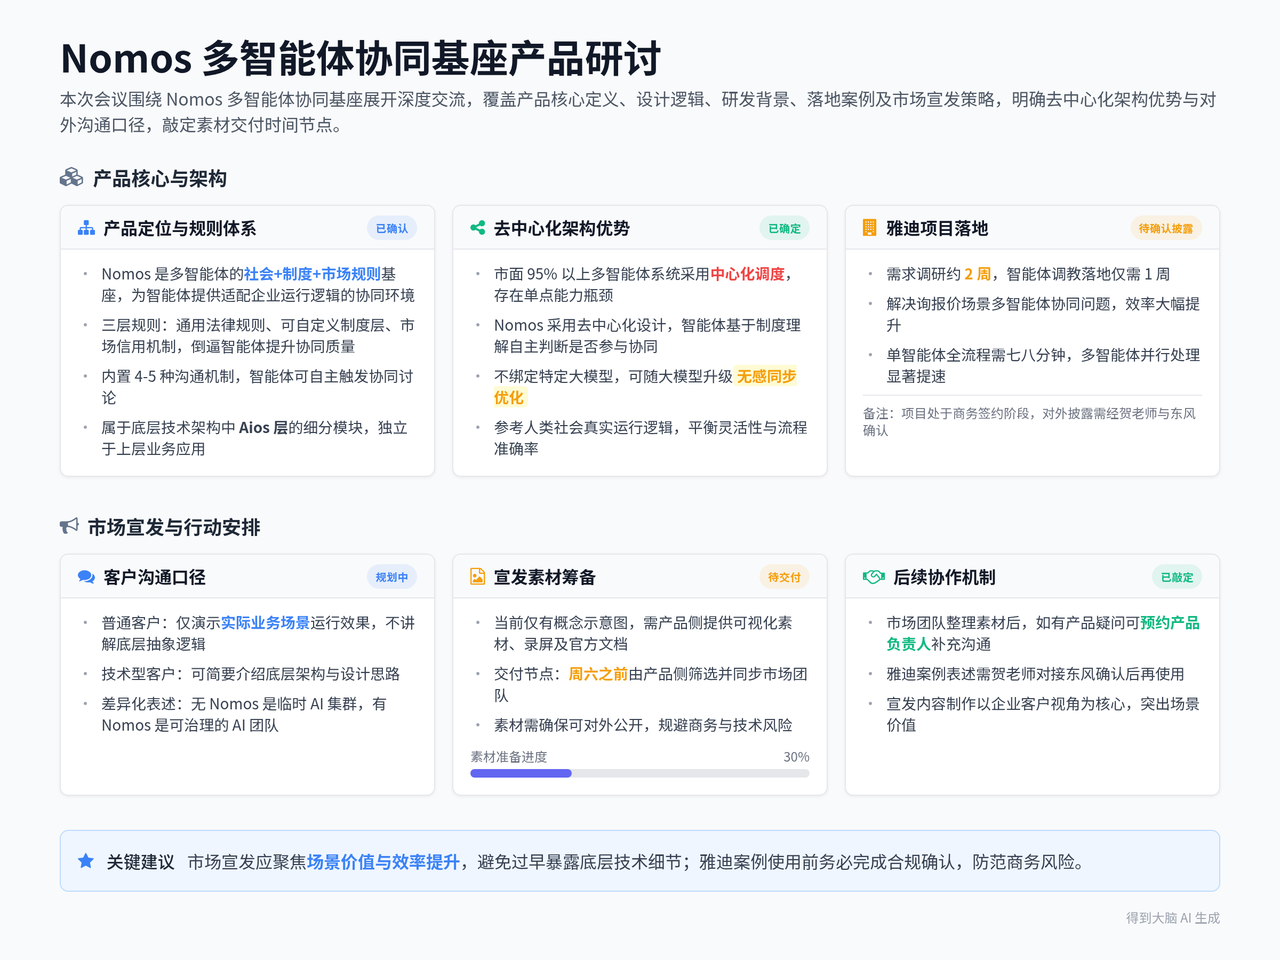 Nomos 多智能体协同基座产品研讨
本次会议围绕 Nomos 多智能体协同基座展开深度交流，覆盖产品核心定义、设计逻辑、研发背景、落地案例及市场宣发策略，明确去中心化架构优势与对
外沟通口径，敲定素材交付时间节点。
产品核心与架构
产品定位与规则体系
已确认
Nomos 是多智能体的社会+制度+市场规则基
座，为智能体提供适配企业运行逻辑的协同环境
三层规则：通用法律规则、可自定义制度层、市
场信用机制，倒逼智能体提升协同质量
内置 4-5 种沟通机制，智能体可自主触发协同讨
论
属于底层技术架构中 Aios 层的细分模块，独立
于上层业务应用
去中心化架构优势
已确定
市面 95% 以上多智能体系统采用中心化调度，
存在单点能力瓶颈
Nomos 采用去中心化设计，智能体基于制度理
解自主判断是否参与协同
不绑定特定大模型，可随大模型升级 无感同步
优化
参考人类社会真实运行逻辑，平衡灵活性与流程
准确率
雅迪项目落地
待确认披露
需求调研约 2 周，智能体调教落地仅需 1 周
解决询报价场景多智能体协同问题，效率大幅提
升
单智能体全流程需七八分钟，多智能体并行处理
显著提速
备注：项目处于商务签约阶段，对外披露需经贺老师与东风
确认
市场宣发与行动安排
客户沟通口径
规划中
普通客户：仅演示实际业务场景运行效果，不讲
解底层抽象逻辑
技术型客户：可简要介绍底层架构与设计思路
差异化表述：无 Nomos 是临时 AI 集群，有
Nomos 是可治理的 AI 团队
宣发素材筹备
待交付
当前仅有概念示意图，需产品侧提供可视化素
材、录屏及官方文档
交付节点：周六之前由产品侧筛选并同步市场团
队
素材需确保可对外公开，规避商务与技术风险
素材准备进度
30%
后续协作机制
已敲定
市场团队整理素材后，如有产品疑问可预约产品
负责人补充沟通
雅迪案例表述需贺老师对接东风确认后再使用
宣发内容制作以企业客户视角为核心，突出场景
价值
关键建议 市场宣发应聚焦场景价值与效率提升，避免过早暴露底层技术细节；雅迪案例使用前务必完成合规确认，防范商务风险。
得到大脑 AI 生成